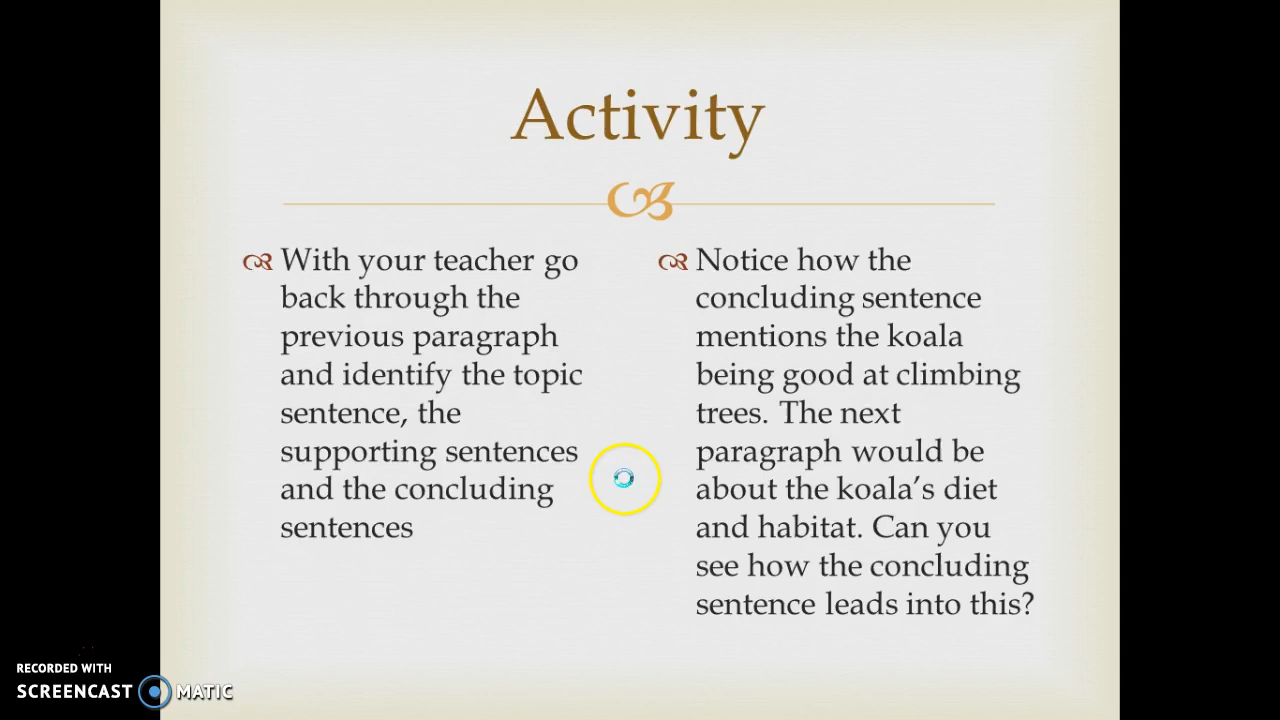 Activity
With your teacher go
back through the
previous paragraph
and identify the topic
sentence, the
supporting sentences
and the concluding
sentences
Notice how the
concluding sentence
mentions the koala
being good at climbing
trees. The next
paragraph would be
about the koala’s diet
and habitat. Can you
see how the concluding
sentence leads into this?
RECORDED WITH
SCREENCAST MATIC